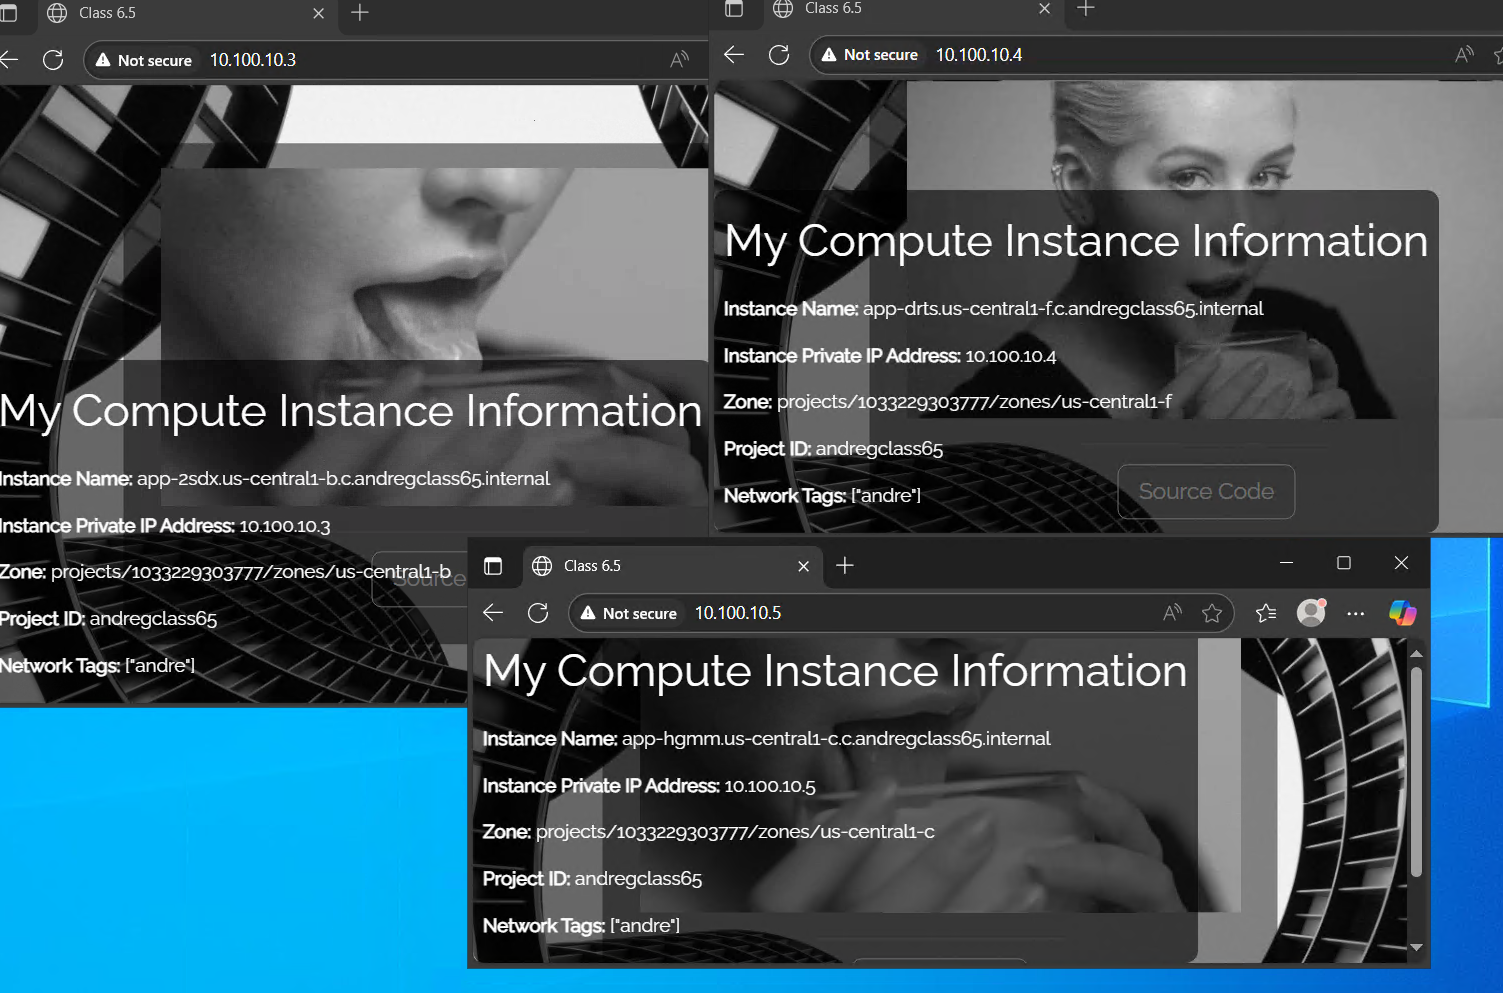 Class 6.5
Not secure 10.100.10.3
My Compute Instance Information
Instance Name: app-2sdx.us-central1-b.c.andregclass65.internal
Instance Private IP Address: 10.100.10.3
Zone: projects/1033229303777/zones/us-central1-b
Source
Project ID: andregclass65
Network Tags: ["andre"]
Class 6.5
Not secure 10.100.10.4
My Compute Instance Information
Instance Name: app-drts.us-central1-f.c.andregclass65.internal
Instance Private IP Address: 10.100.10.4
Zone: projects/1033229303777/zones/us-central1-f
Project ID: andregclass65
Source Code
Network Tags: ["andre"]
Class 6.5
Not secure 10.100.10.5
My Compute Instance Information
Instance Name: app-hgmm.us-central1-c.c.andregclass65.internal
Instance Private IP Address: 10.100.10.5
Zone: projects/1033229303777/zones/us-central1-c
Project ID: andregclass65
Network Tags: ["andre"]